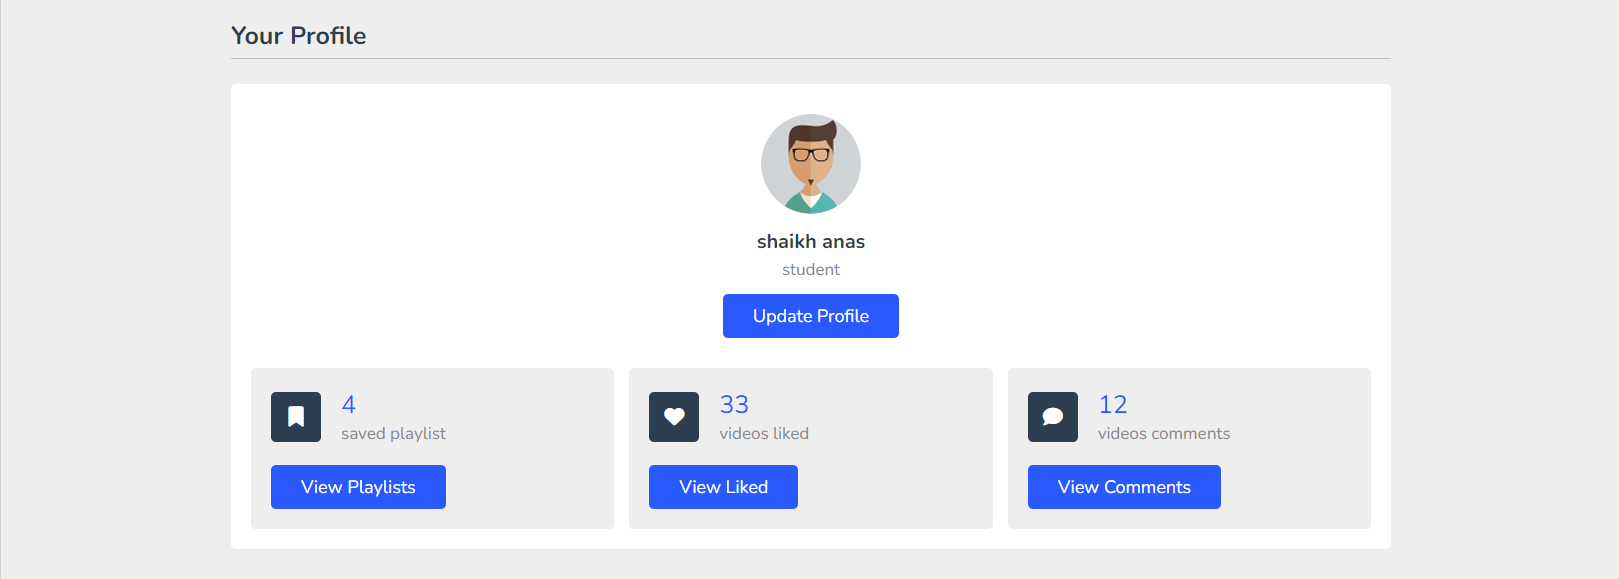 Your Profile
shaikh anas
student
Update Profile
4
saved playlist
View Playlists
33
videos liked
View Liked
12
videos comments
View Comments